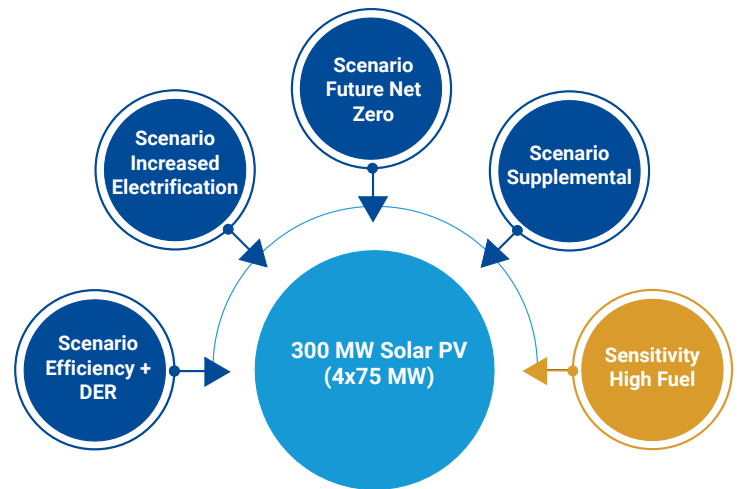 Scenario
Future Net
Zero
Scenario
Increased
Electrification
Scenario
Supplemental
Scenario
Efficiency +
DER
300 MW Solar PV
(4x75 MW)
Sensitivity
High Fuel